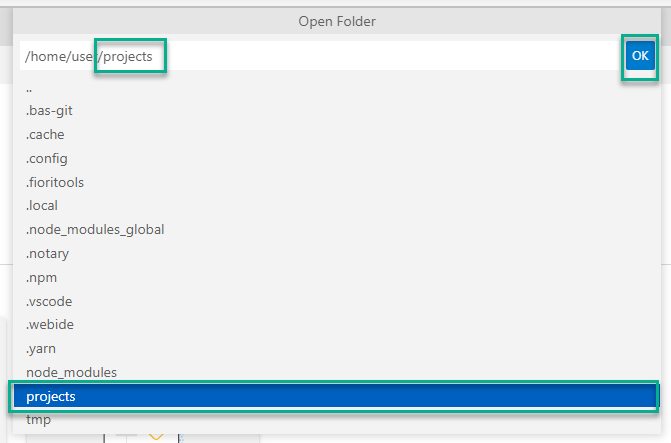 Open Folder
/home/user/projects
OK
..
.bas-git
.cache
.config
.fioritools
.local
.node_modules_global
.notary
.npm
.vscode
.webide
.yarn
node_modules
projects
tmp